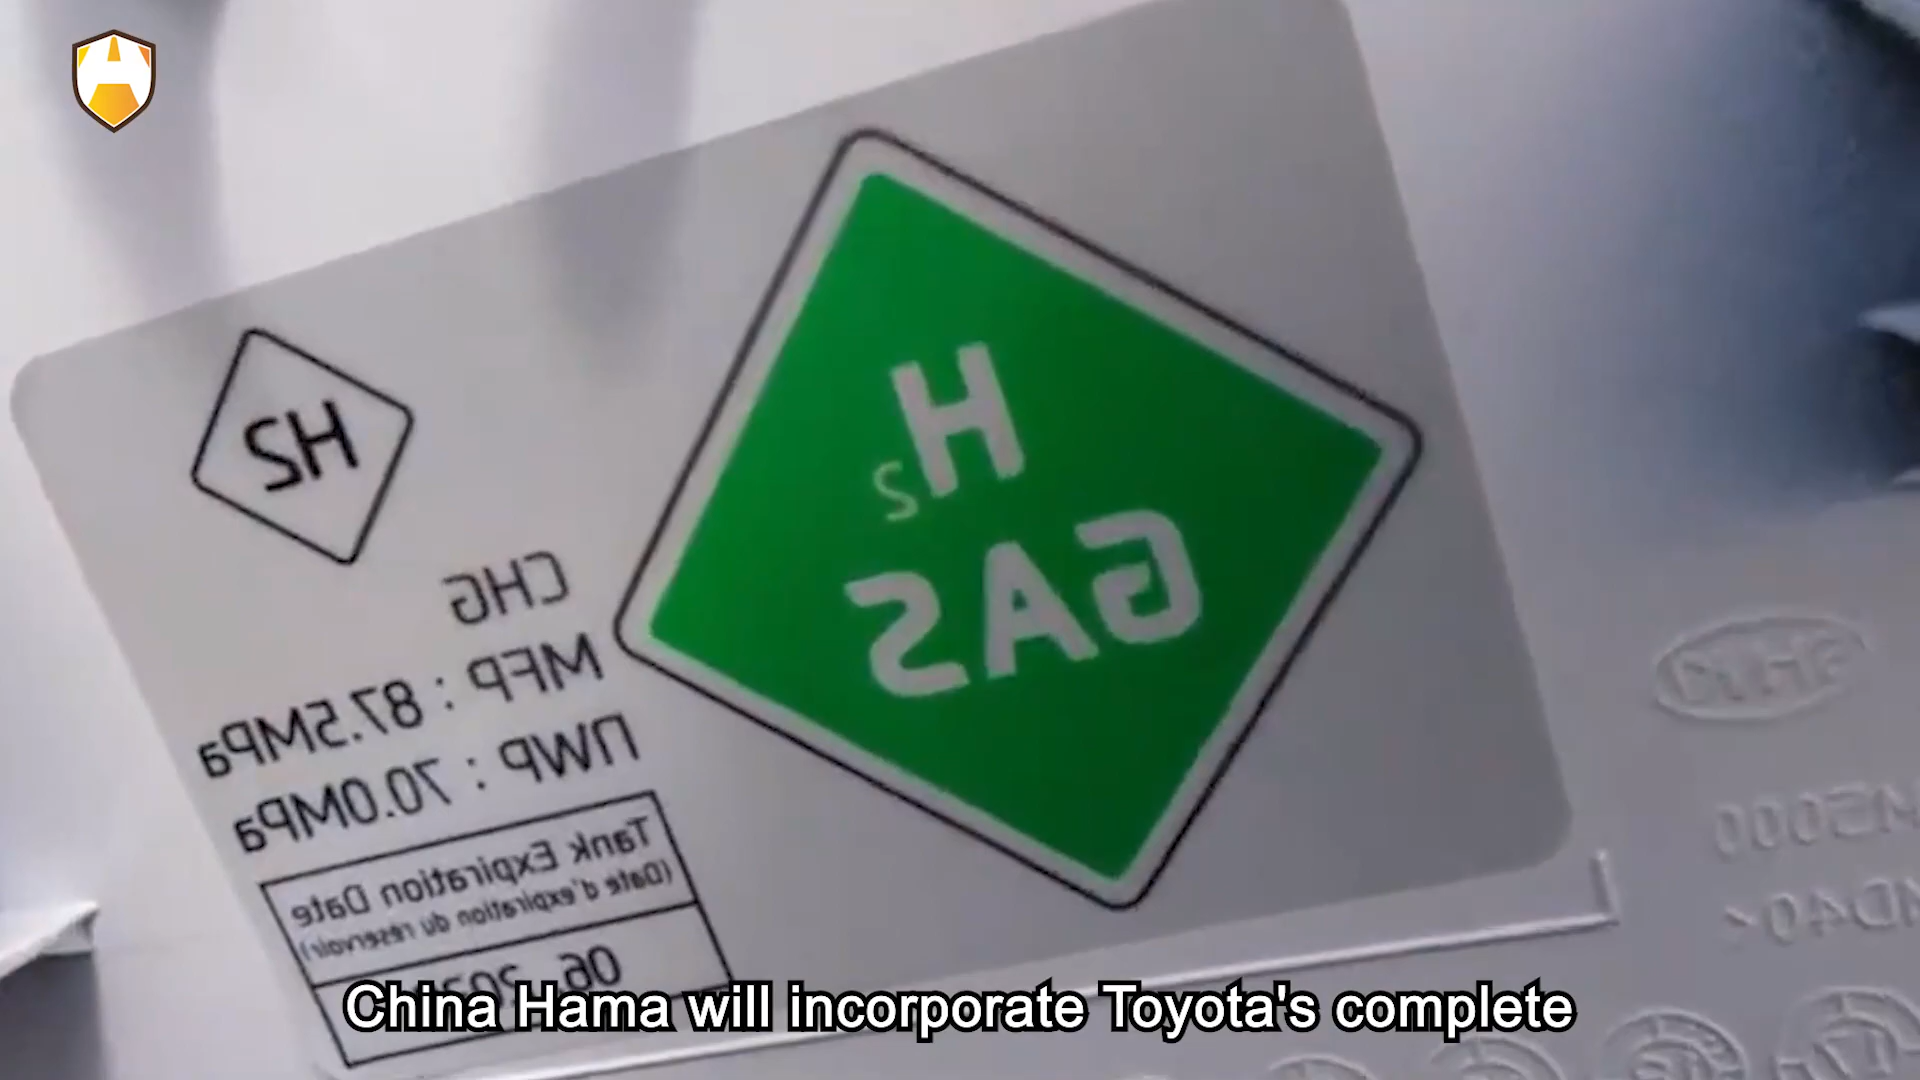 H2
H2
GAS
CHG
MFP : 87.5MPa
NWP : 70.0MPa
Tank Expiration Date
(Date d'expiration du réservoir)
06
China Hama will incorporate Toyota's complete